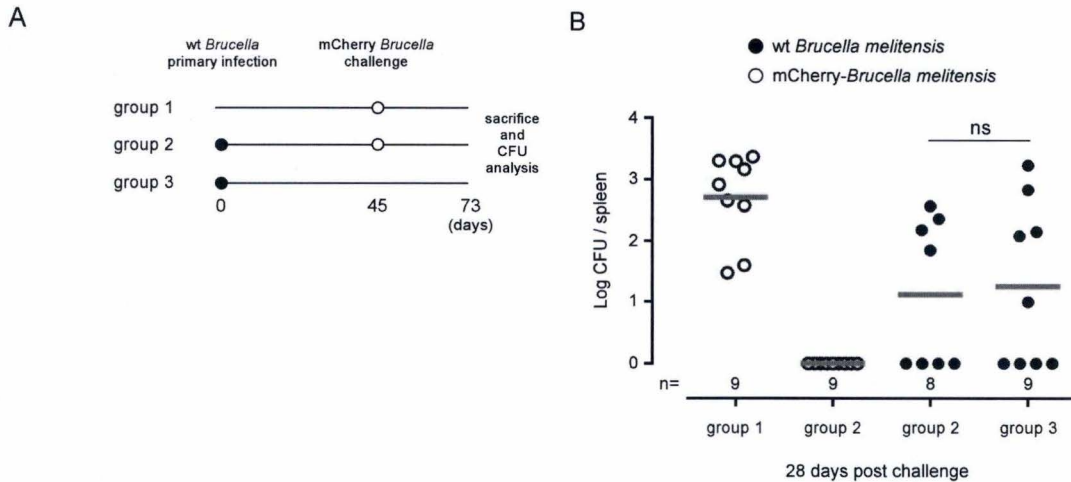 A
wt Brucella
primary infection
mCherry Brucella
challenge
group 1
group 2
group 3
sacrifice
and
CFU
analysis
0
45
73
(days)
B
wt Brucella melitensis
mCherry-Brucella melitensis
ns
Log CFU / spleen
4
3
2
1
0
n= 9 9 8 9
group 1 group 2 group 2 group 3
28 days post challenge